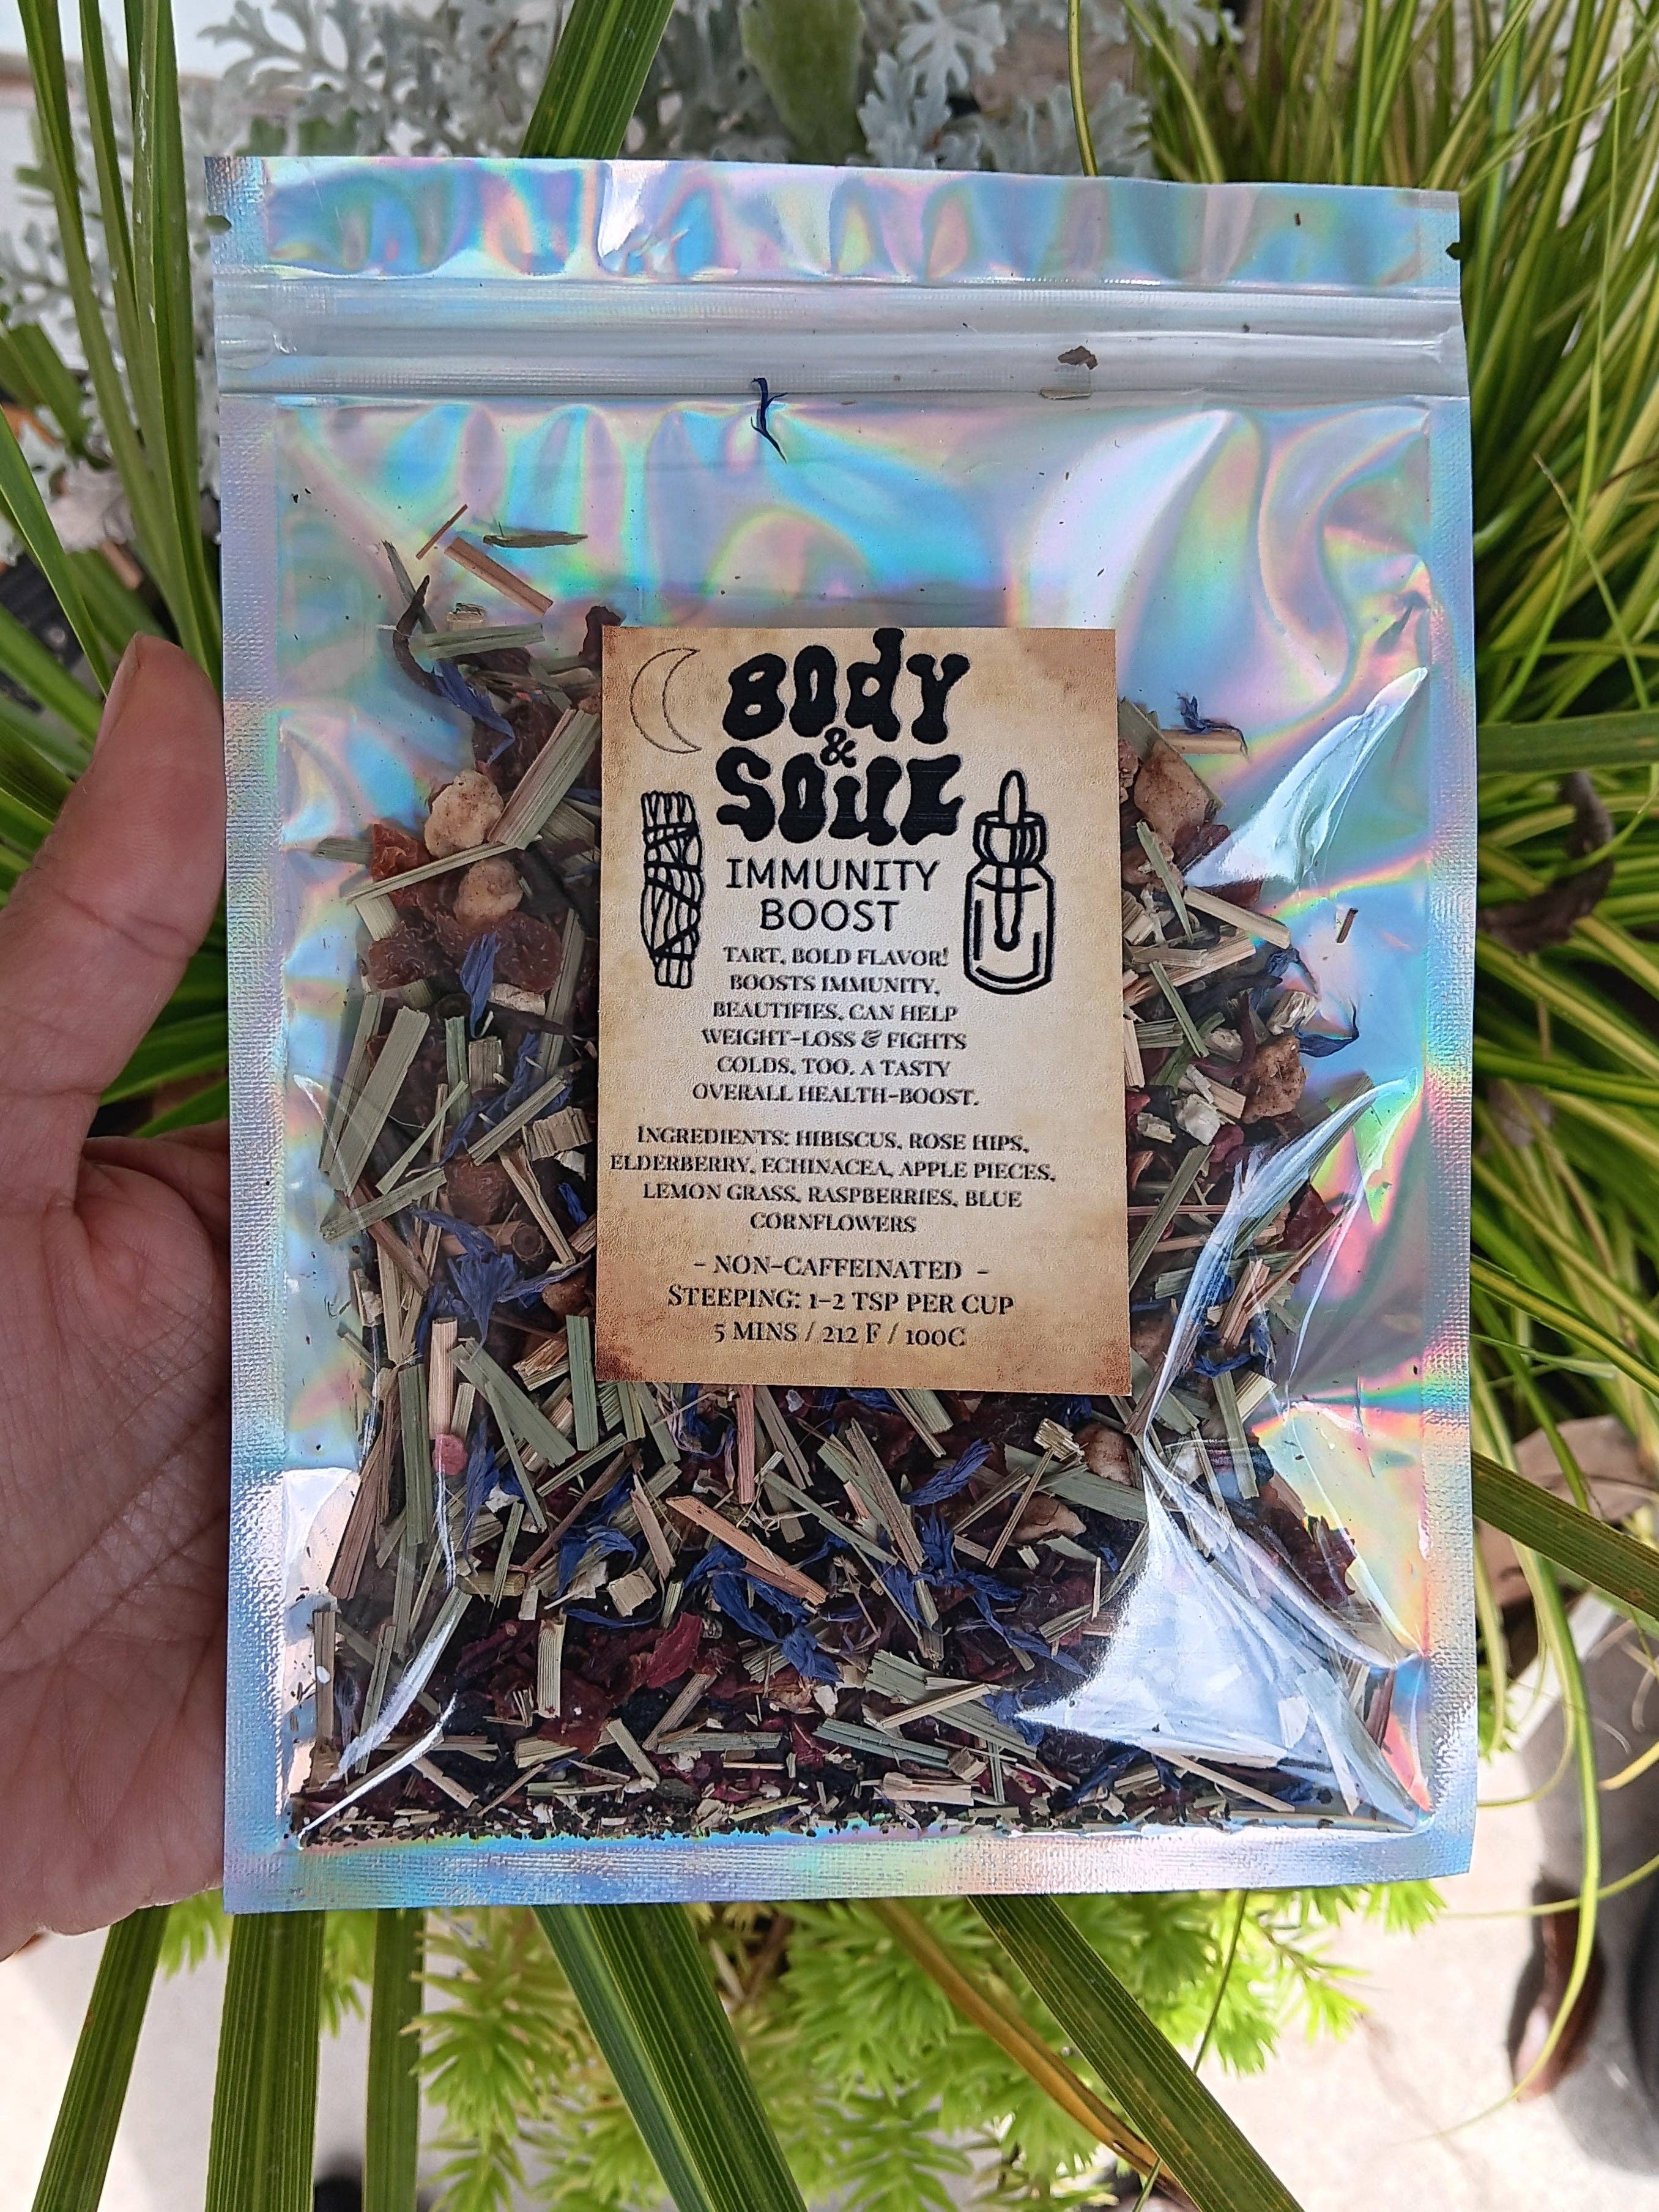 BODY
&
SOUL
IMMUNITY
BOOST
TART, BOLD FLAVOR!
BOOSTS IMMUNITY,
BEAUTIFIES, CAN HELP
WEIGHT-LOSS & FIGHTS
COLDS, TOO. A TASTY
OVERALL HEALTH-BOOST.
INGREDIENTS: HIBISCUS, ROSE HIPS,
ELDERBERRY, ECHINACEA, APPLE PIECES,
LEMON GRASS, RASPBERRIES, BLUE
CORNFLOWERS
- NON-CAFFEINATED -
STEEPING: 1-2 TSP PER CUP
5 MINS / 212 F / 100C